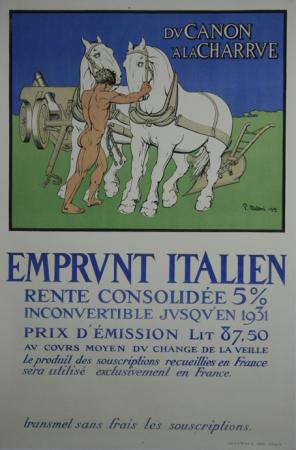 DV CANON
A LA CHARRVE
EMPRVNT ITALIEN
RENTE CONSOLIDÉE 5%
INCONVERTIBLE JVSQV'EN 1931
PRIX D'ÉMISSION LIT 87,50
AV COVRS MOYEN DV CHANGE DE LA VEILLE
Le produit des souscriptions recueillies en France
sera utilisé exclusivement en France.
transmet sans frais les souscriptions.